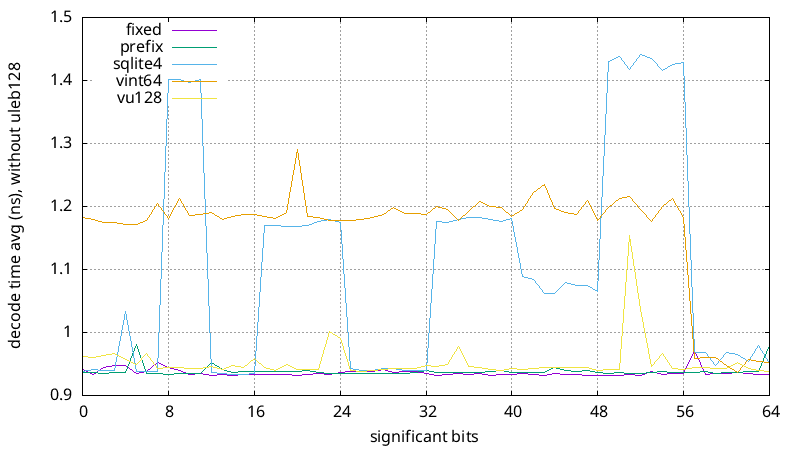 1.5
1.4
1.3
1.2
1.1
1
0.9
decode time avg (ns), without uleb128
fixed
prefix
sqlite4
vint64
vu128
0 8 16 24 32 40 48 56 64
significant bits